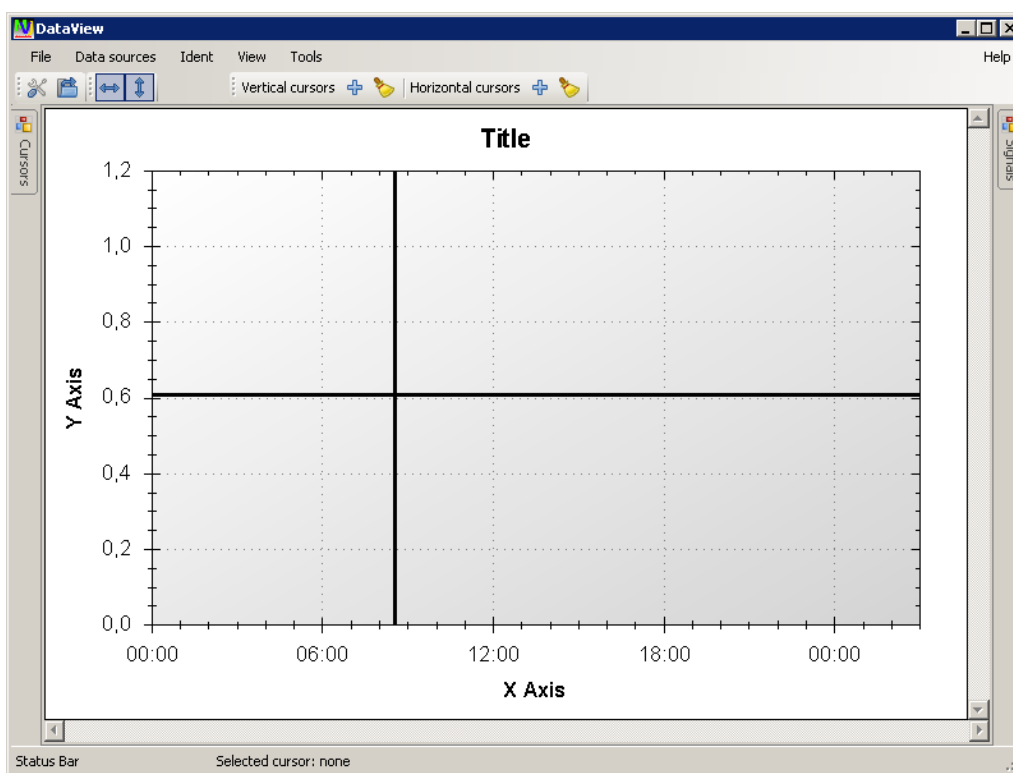 DataView
File Data sources Ident View Tools Help
Vertical cursors Horizontal cursors
Cursors
Signals
Title
1,2
1,0
0,8
0,6
0,4
0,2
0,0
Y Axis
00:00 06:00 12:00 18:00 00:00
X Axis
Status Bar Selected cursor: none